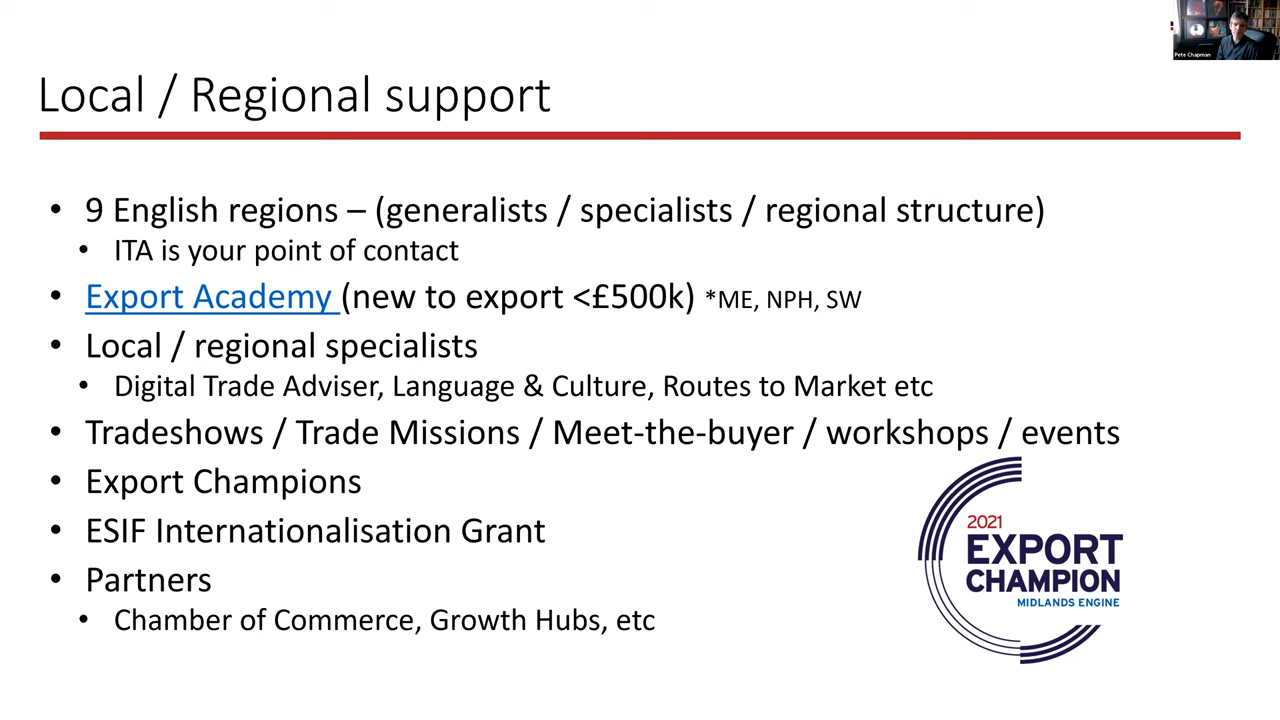 Pete Chapman
Local / Regional support
• 9 English regions – (generalists / specialists / regional structure)
• ITA is your point of contact
• Export Academy (new to export <£500k) *ME, NPH, SW
• Local / regional specialists
• Digital Trade Adviser, Language & Culture, Routes to Market etc
• Tradeshows / Trade Missions / Meet-the-buyer / workshops / events
• Export Champions
• ESIF Internationalisation Grant
• Partners
• Chamber of Commerce, Growth Hubs, etc
2021
EXPORT
CHAMPION
MIDLANDS ENGINE